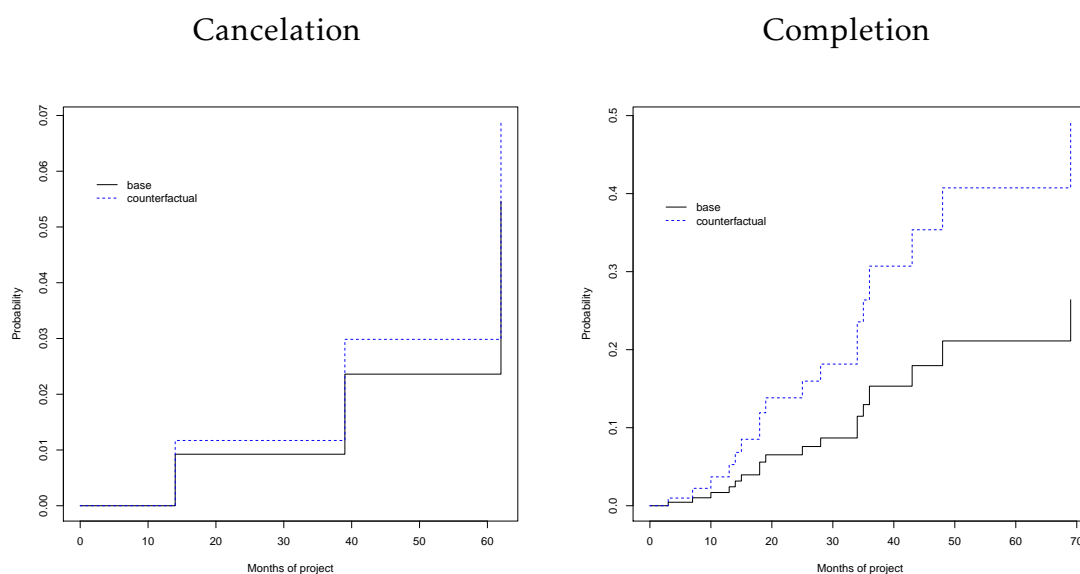 Cancelation
0.07
0.06
0.05
0.04
0.03
0.02
0.01
0.00
Probability
base
counterfactual
0 10 20 30 40 50 60
Months of project
Completion
0.5
0.4
0.3
0.2
0.1
0.0
Probability
base
counterfactual
0 10 20 30 40 50 60 70
Months of project